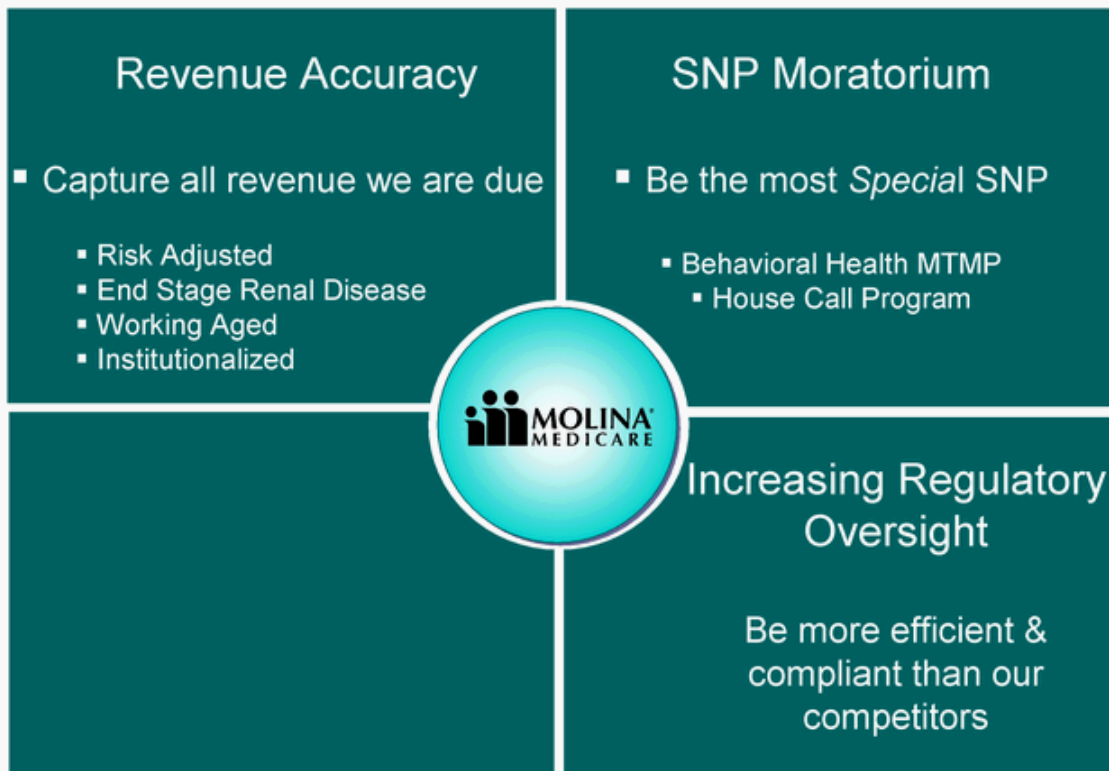 Revenue Accuracy
▪ Capture all revenue we are due
▪ Risk Adjusted
▪ End Stage Renal Disease
▪ Working Aged
▪ Institutionalized
SNP Moratorium
▪ Be the most Special SNP
▪ Behavioral Health MTMP
▪ House Call Program
MOLINA®
MEDICARE
Increasing Regulatory
Oversight
Be more efficient &
compliant than our
competitors